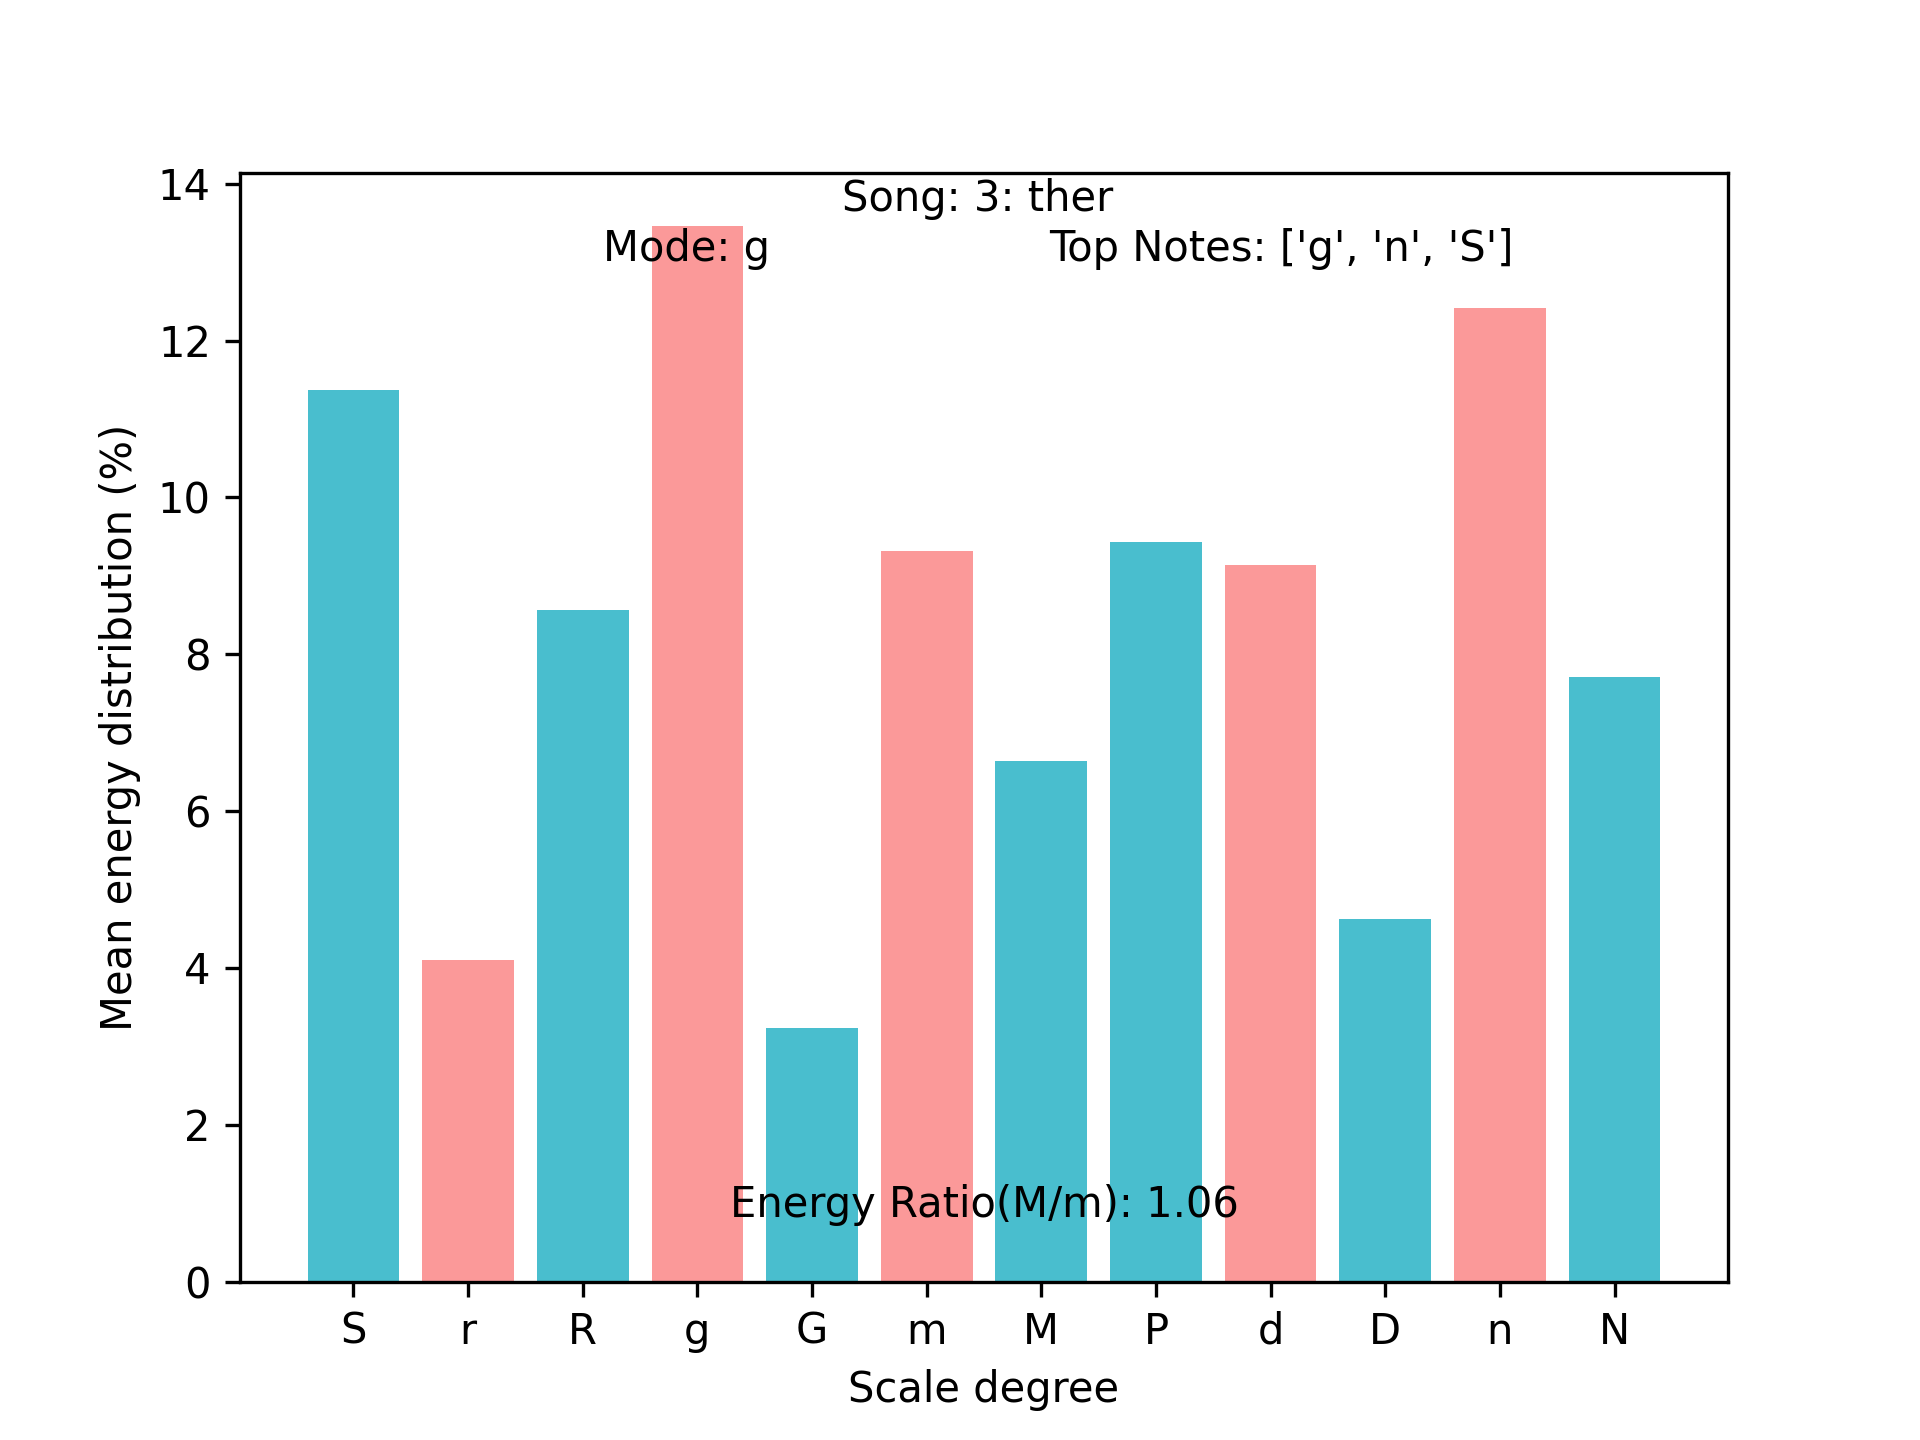 Song: 3: ther
Mode: g
Top Notes: ['g', 'n', 'S']
14
12
10
8
6
4
2
0
Mean energy distribution (%)
Energy Ratio(M/m): 1.06
S r R g G m M P d D n N
Scale degree